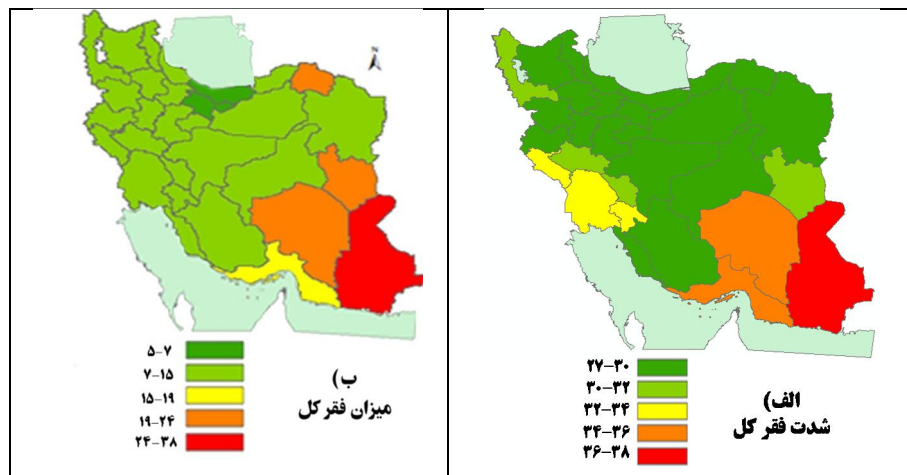 الف)
شدت فقر کل
۲۷-۳۰
۳۰-۳۲
۳۲-۳۴
۳۴-۳۶
۳۶-۳۸
N
ب)
میزان فقر کل
۵-۷
۷-۱۵
۱۵-۱۹
۱۹-۲۴
۲۴-۳۸